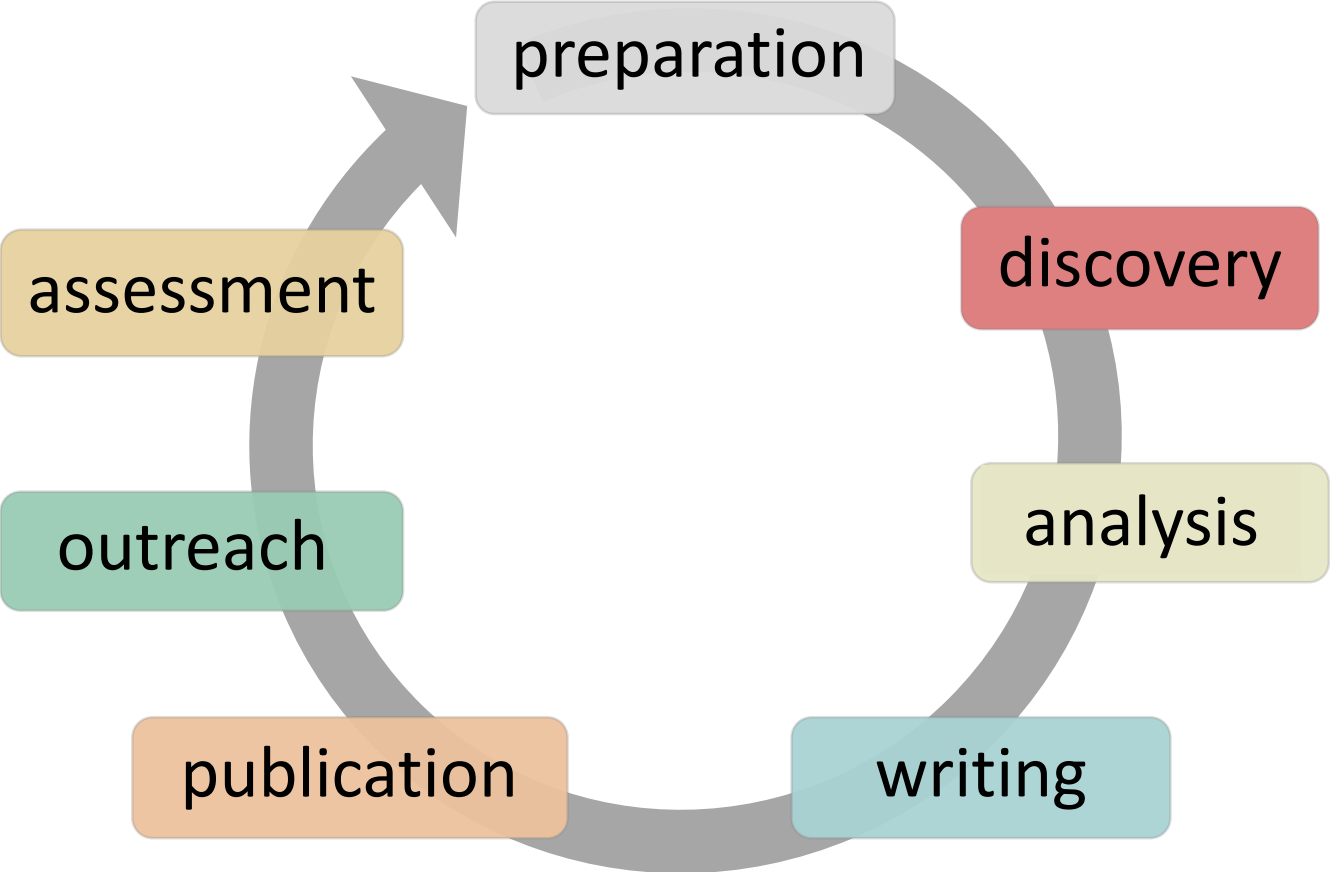 preparation
discovery
analysis
writing
publication
outreach
assessment